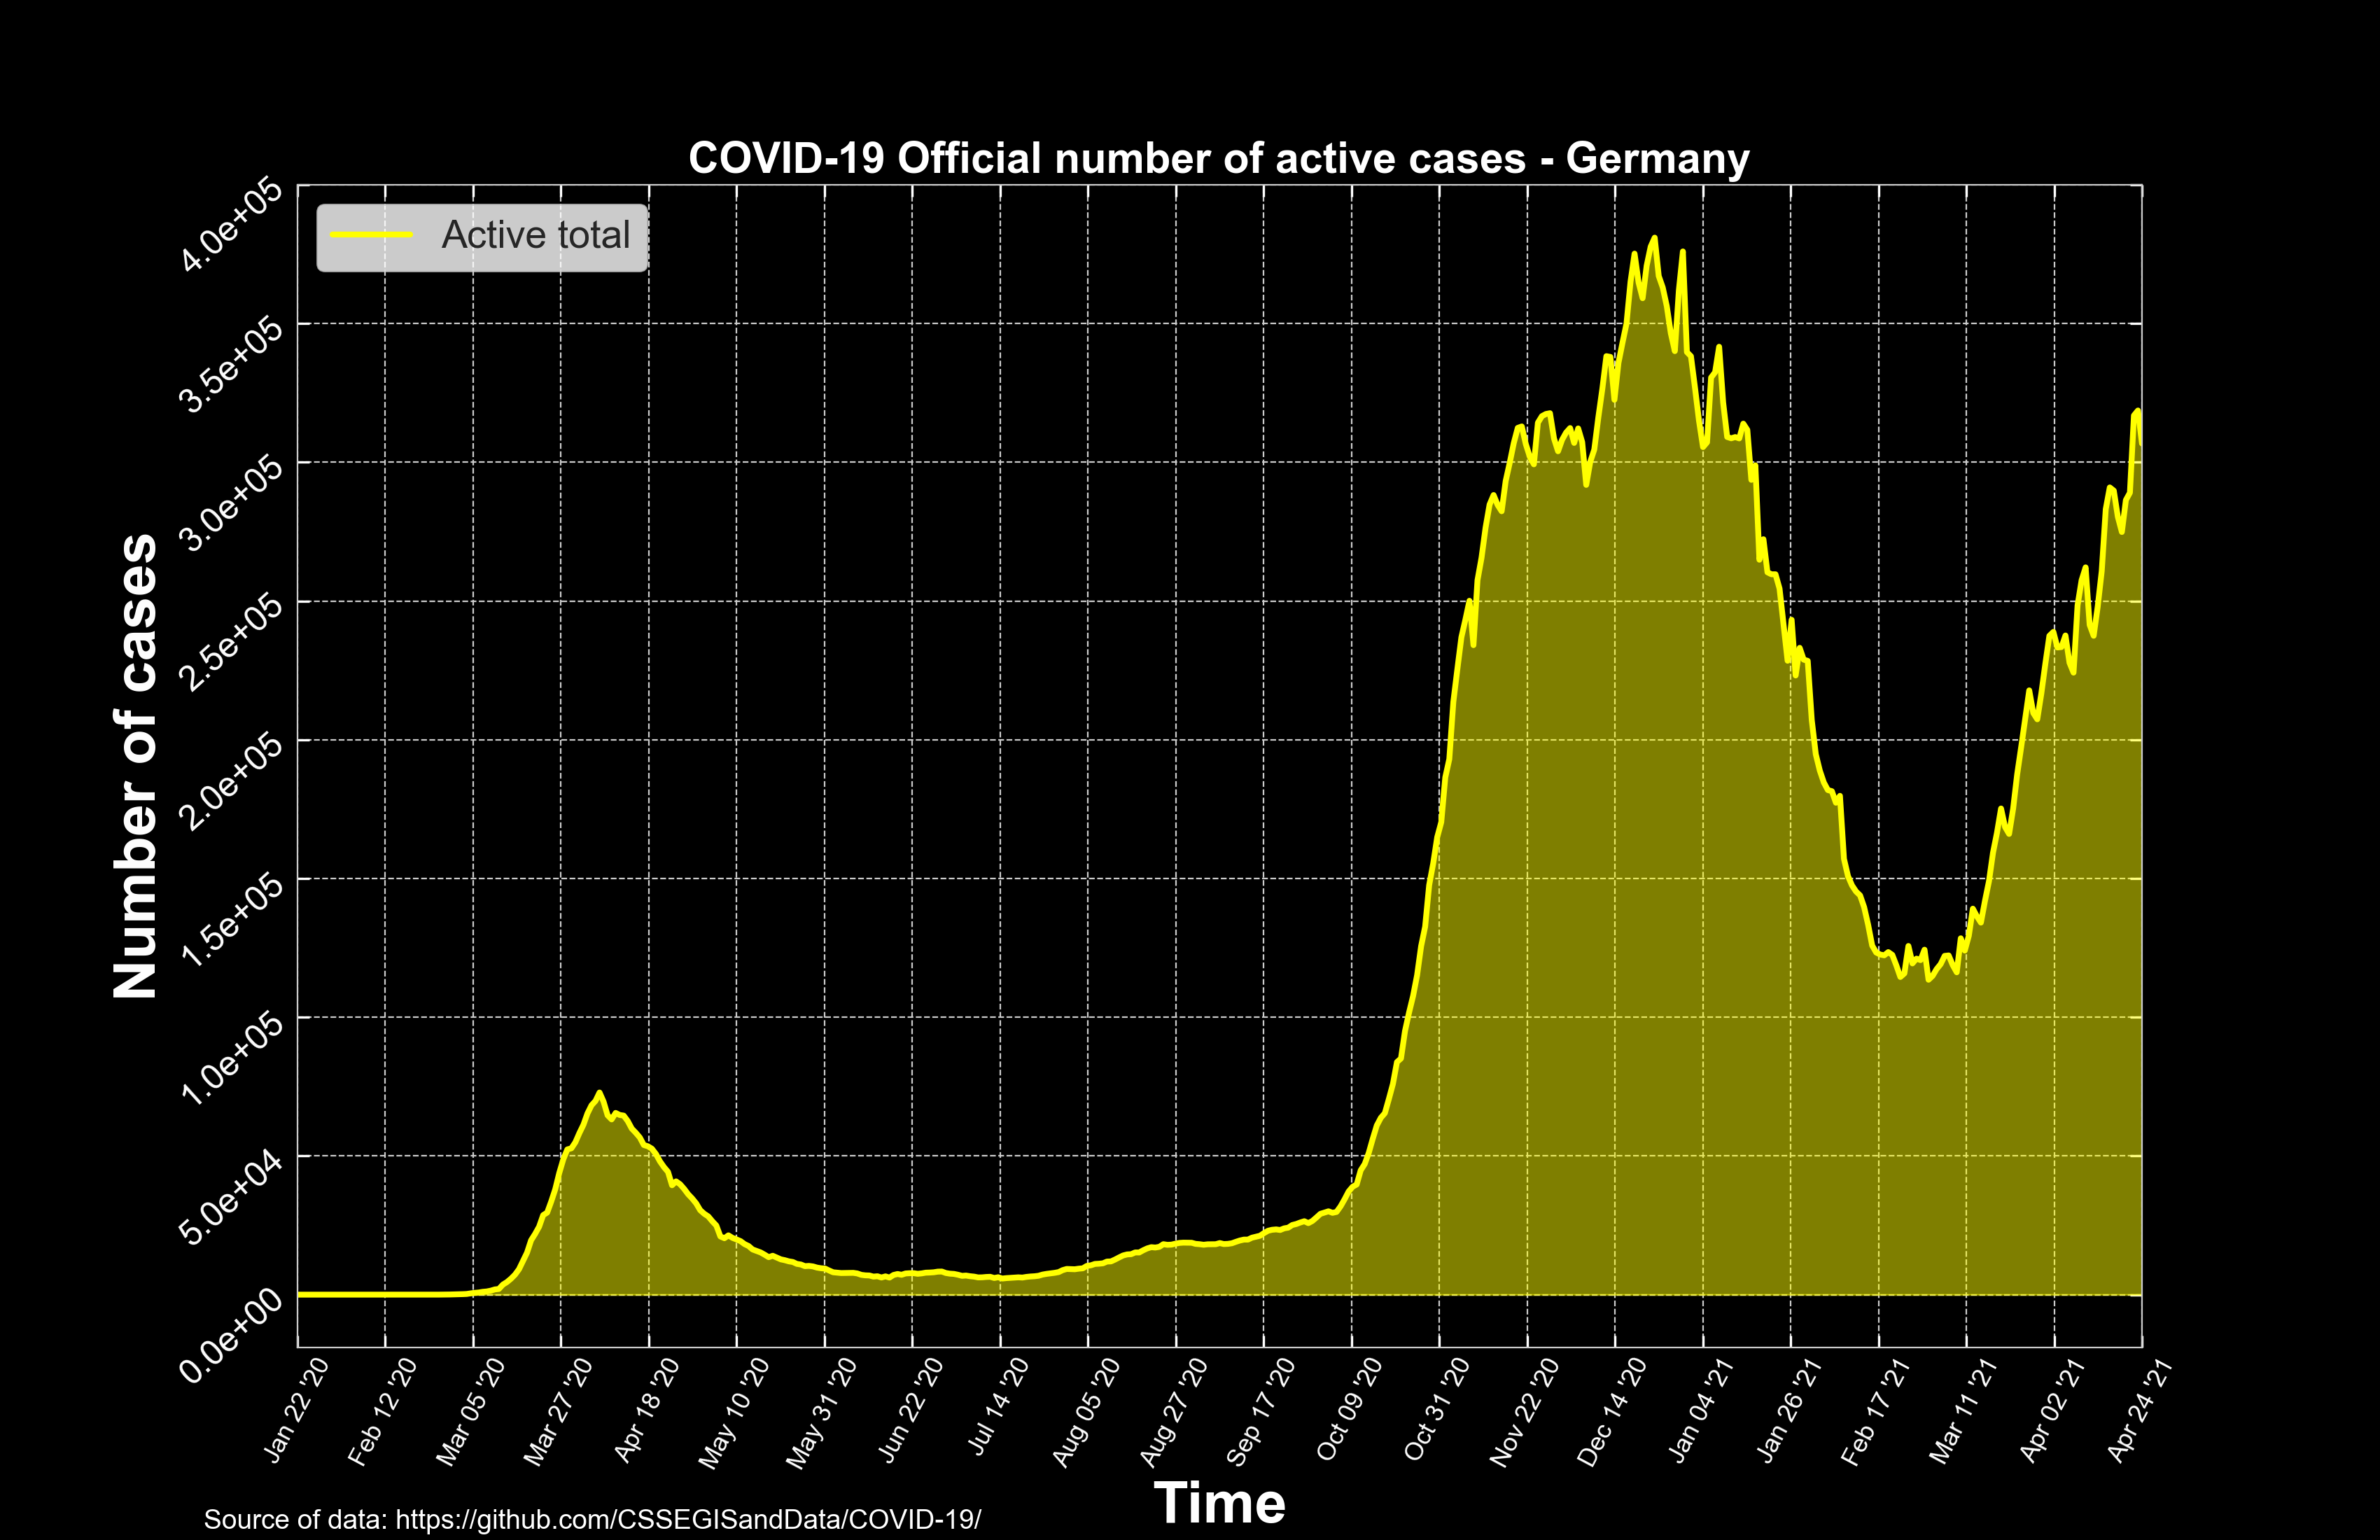 COVID-19 Official number of active cases - Germany
Active total
Number of cases
4.0e+05
3.5e+05
3.0e+05
2.5e+05
2.0e+05
1.5e+05
1.0e+05
5.0e+04
0.0e+00
Jan 22 '20
Feb 12 '20
Mar 05 '20
Mar 27 '20
Apr 18 '20
May 10 '20
May 31 '20
Jun 22 '20
Jul 14 '20
Aug 05 '20
Aug 27 '20
Sep 17 '20
Oct 09 '20
Oct 31 '20
Nov 22 '20
Dec 14 '20
Jan 04 '21
Jan 26 '21
Feb 17 '21
Mar 11 '21
Apr 02 '21
Apr 24 '21
Time
Source of data: https://github.com/CSSEGISandData/COVID-19/